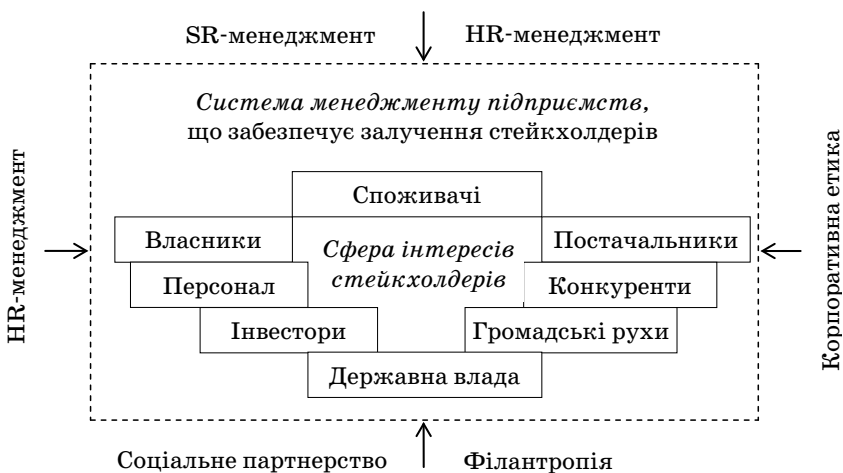 SR-менеджмент
HR-менеджмент
Система менеджменту підприємств,
що забезпечує залучення стейкхолдерів
HR-менеджмент
Корпоративна етика
Споживачі
Власники
Сфера інтересів
стейкхолдерів
Постачальники
Персонал
Конкуренти
Інвестори
Громадські рухи
Державна влада
Соціальне партнерство
Філантропія